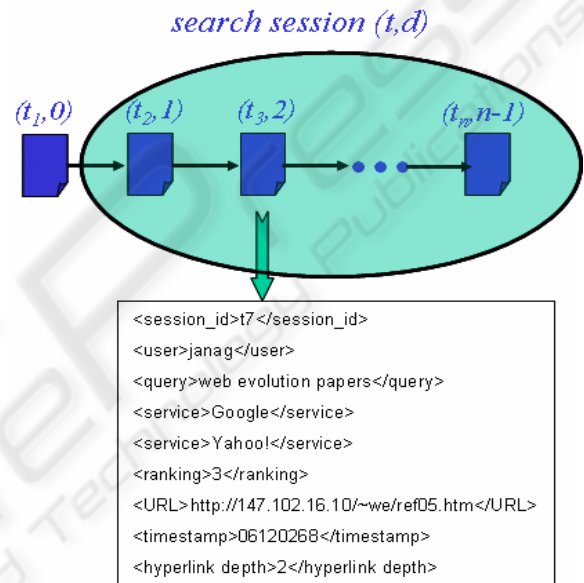 search session (t,d)
(t₁,0) (t₂,1) (t₃,2) (tₙ,n-1)
<session_id>t7</session_id>
<user>janag</user>
<query>web evolution papers</query>
<service>Google</service>
<service>Yahoo!</service>
<ranking>3</ranking>
<URL>http://147.102.16.10/~we/ref05.htm</URL>
<timestamp>06120268</timestamp>
<hyperlink depth>2</hyperlink depth>